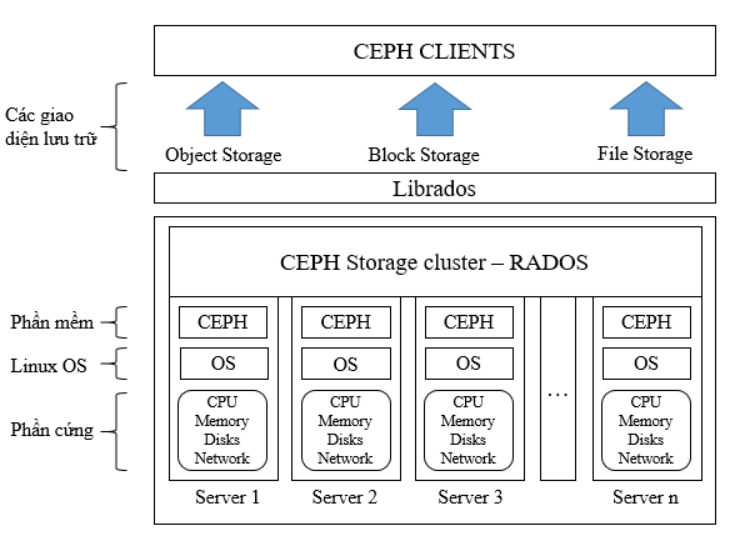 CEPH CLIENTS
Các giao
diện lưu trữ
Object Storage
Block Storage
File Storage
Librados
CEPH Storage cluster – RADOS
Phần mềm
CEPH
CEPH
CEPH
CEPH
Linux OS
OS
OS
OS
OS
...
Phần cứng
CPU
Memory
Disks
Network
CPU
Memory
Disks
Network
CPU
Memory
Disks
Network
CPU
Memory
Disks
Network
Server 1
Server 2
Server 3
Server n